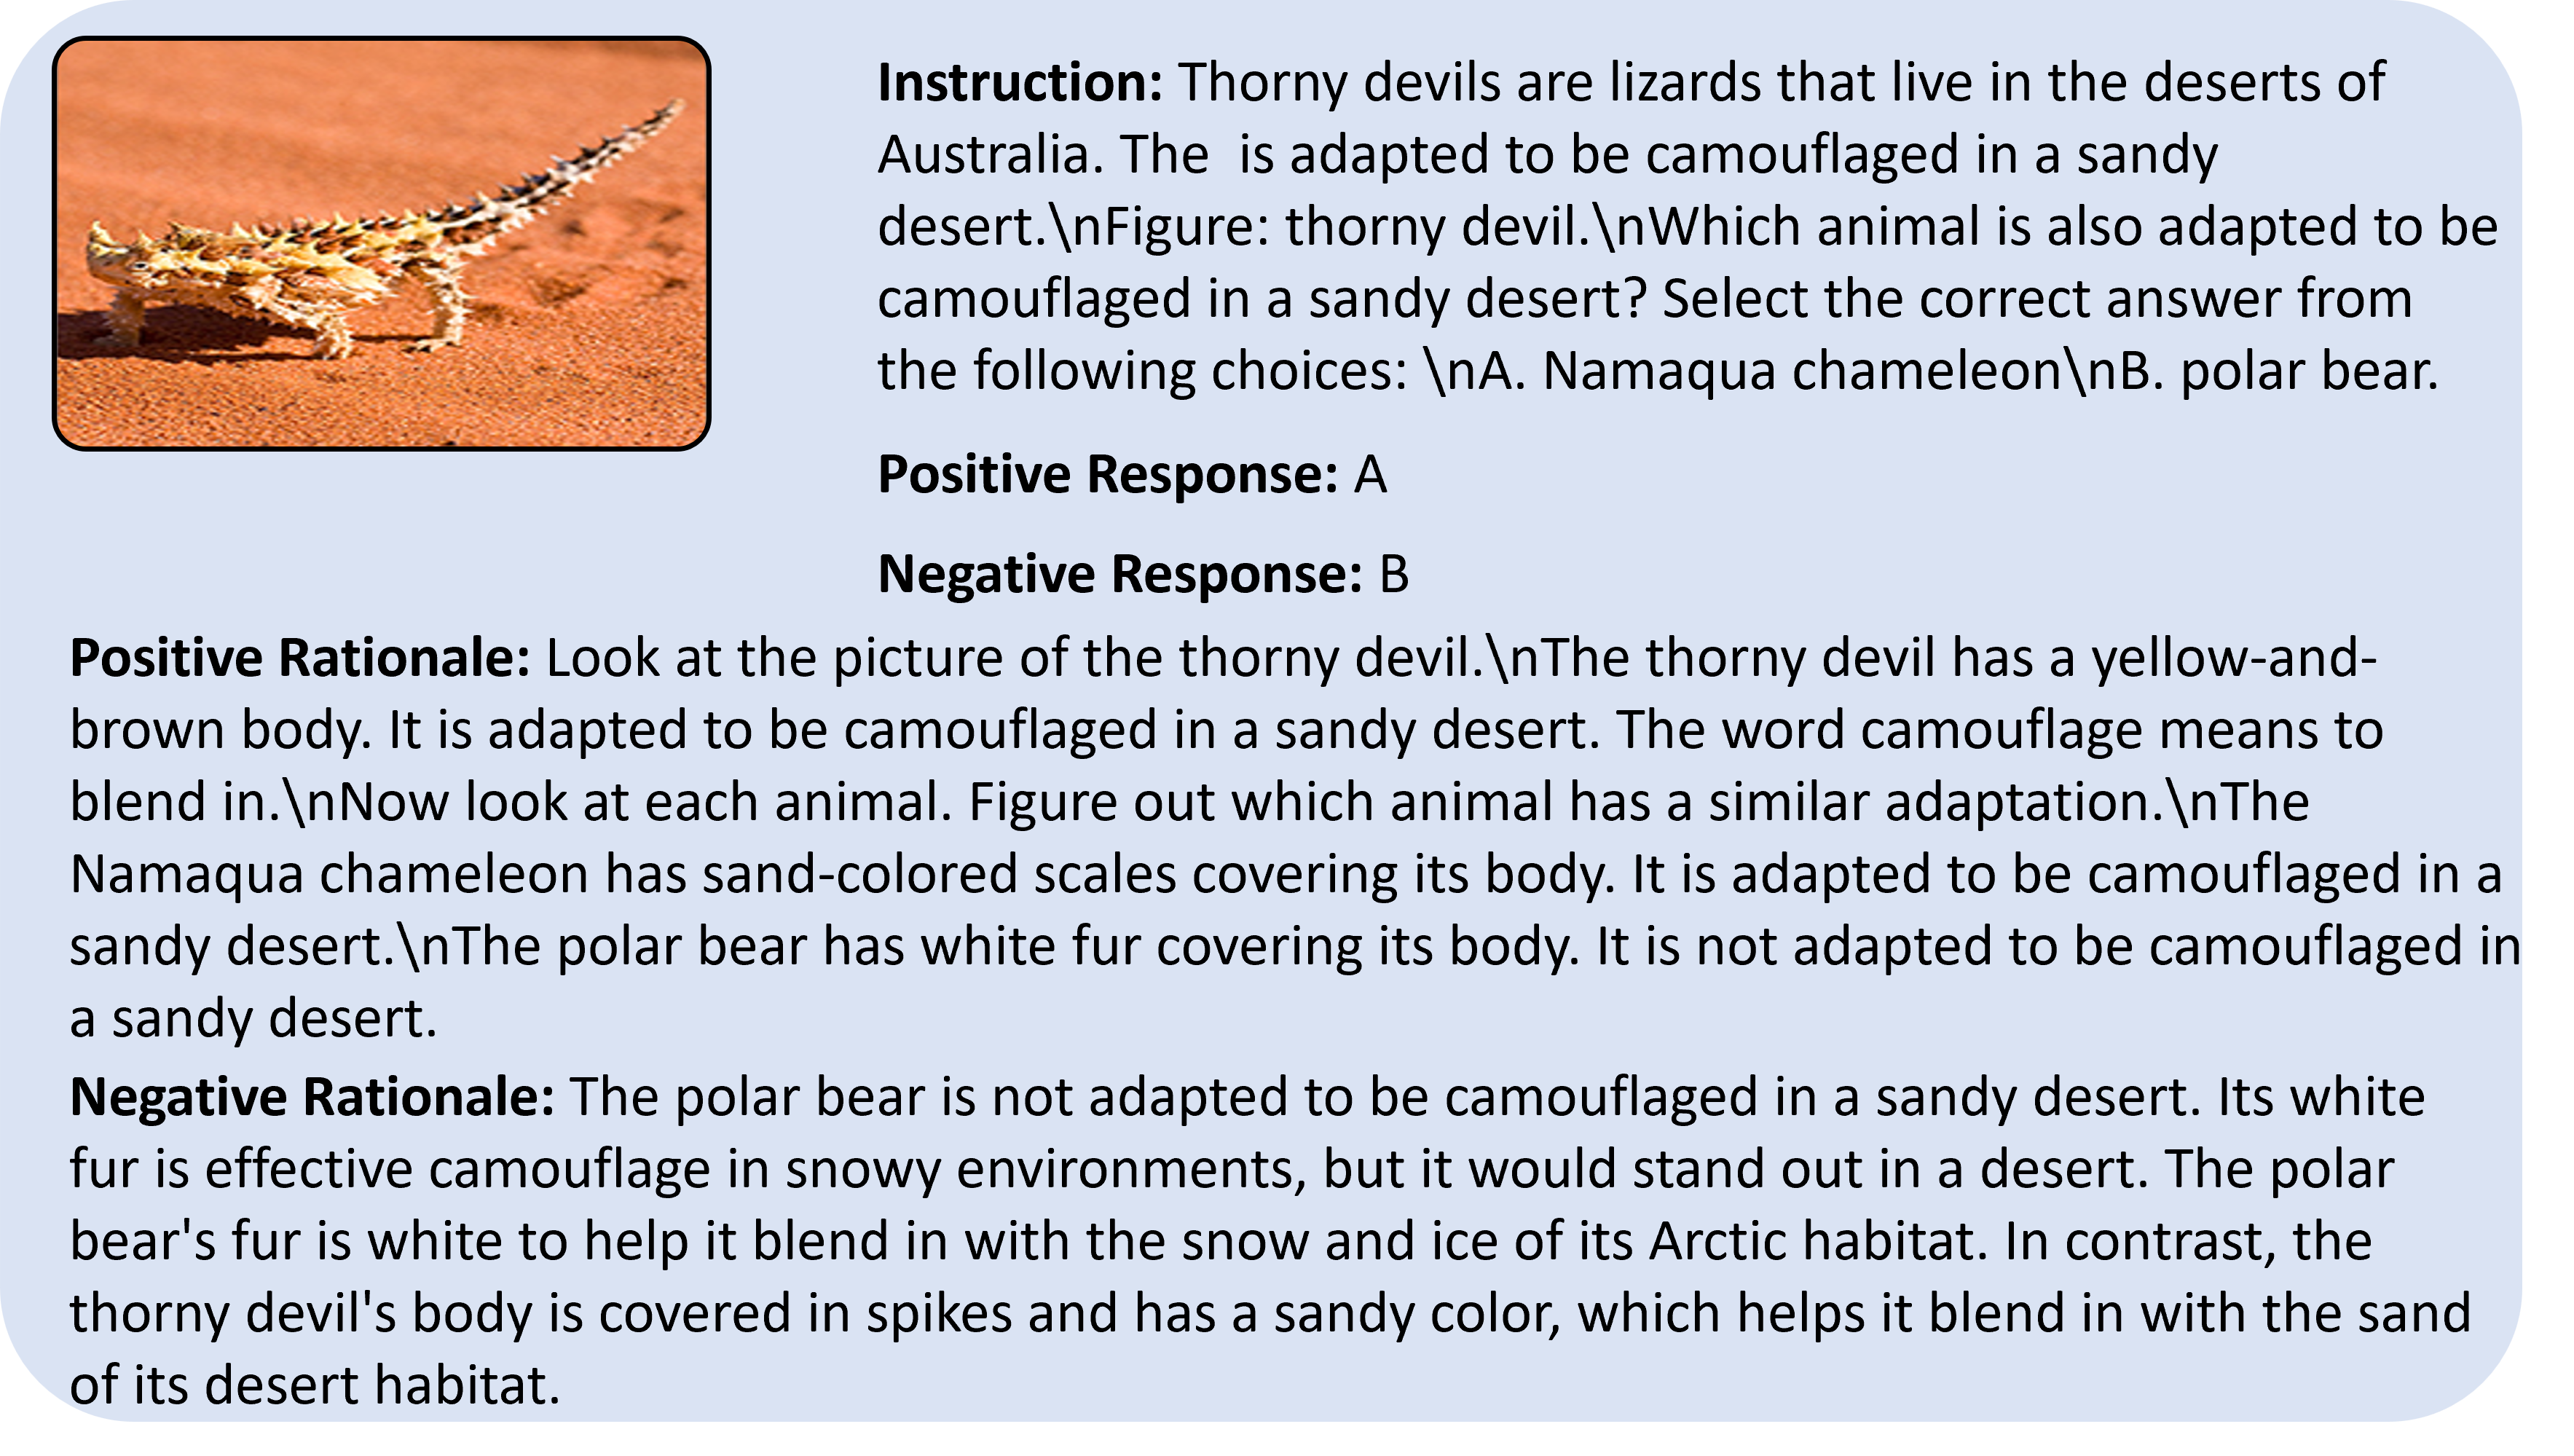 Instruction: Thorny devils are lizards that live in the deserts of
Australia. The  is adapted to be camouflaged in a sandy
desert.\nFigure: thorny devil.\nWhich animal is also adapted to be
camouflaged in a sandy desert? Select the correct answer from
the following choices: \nA. Namaqua chameleon\nB. polar bear.
Positive Response: A
Negative Response: B
Positive Rationale: Look at the picture of the thorny devil.\nThe thorny devil has a yellow-and-
brown body. It is adapted to be camouflaged in a sandy desert. The word camouflage means to
blend in.\nNow look at each animal. Figure out which animal has a similar adaptation.\nThe
Namaqua chameleon has sand-colored scales covering its body. It is adapted to be camouflaged in a
sandy desert.\nThe polar bear has white fur covering its body. It is not adapted to be camouflaged in
a sandy desert.
Negative Rationale: The polar bear is not adapted to be camouflaged in a sandy desert. Its white
fur is effective camouflage in snowy environments, but it would stand out in a desert. The polar
bear's fur is white to help it blend in with the snow and ice of its Arctic habitat. In contrast, the
thorny devil's body is covered in spikes and has a sandy color, which helps it blend in with the sand
of its desert habitat.